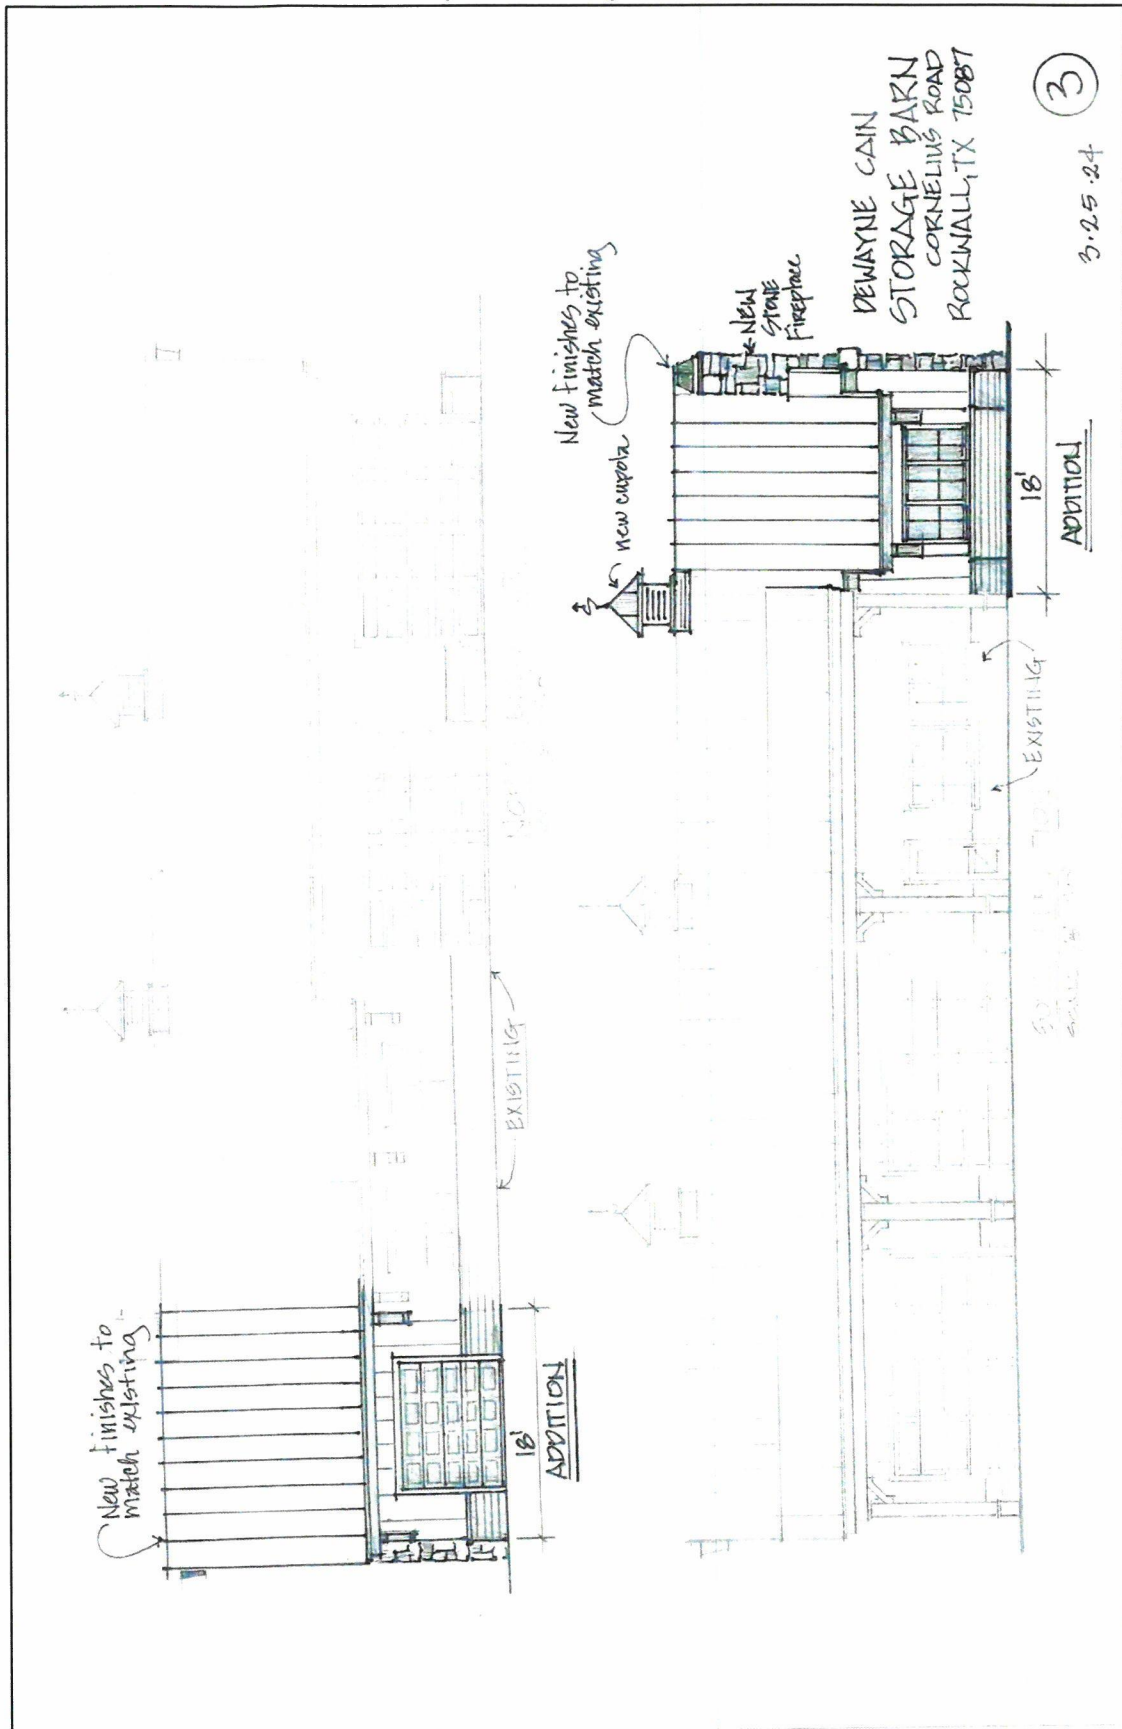 New finishes to
match existing
18'
ADDITION
EXISTING
New finishes to
match existing
new cupola
NEW
STONE
Fireplace
18'
ADDITION
EXISTING
DEWAYNE CAIN
STORAGE BARN
CORNELIUS ROAD
ROCKWALL, TX 75087
3.25.24
3